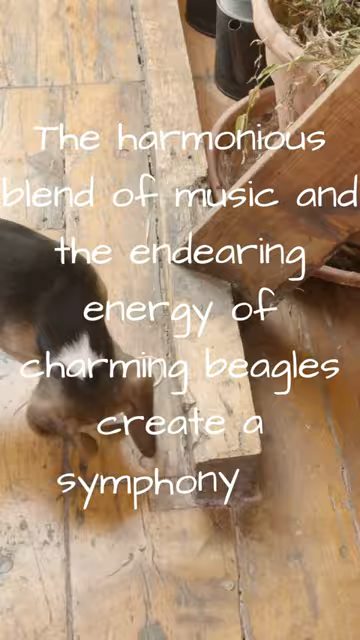 The harmonious
blend of music and
the endearing
energy of
charming beagles
create a
symphony